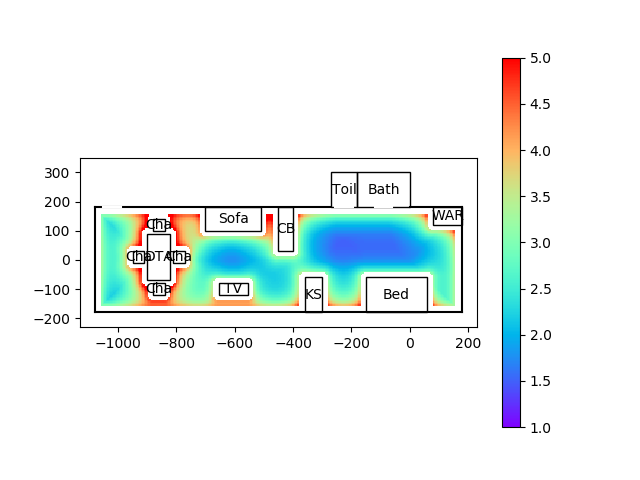 5.0
4.5
4.0
3.5
3.0
2.5
2.0
1.5
1.0
300
200
100
0
−100
−200
−1000
−800
−600
−400
−200
0
200
Toil
Bath
WAR
Sofa
CB
Cha
Cha
DTA
Cha
Cha
TV
KS
Bed